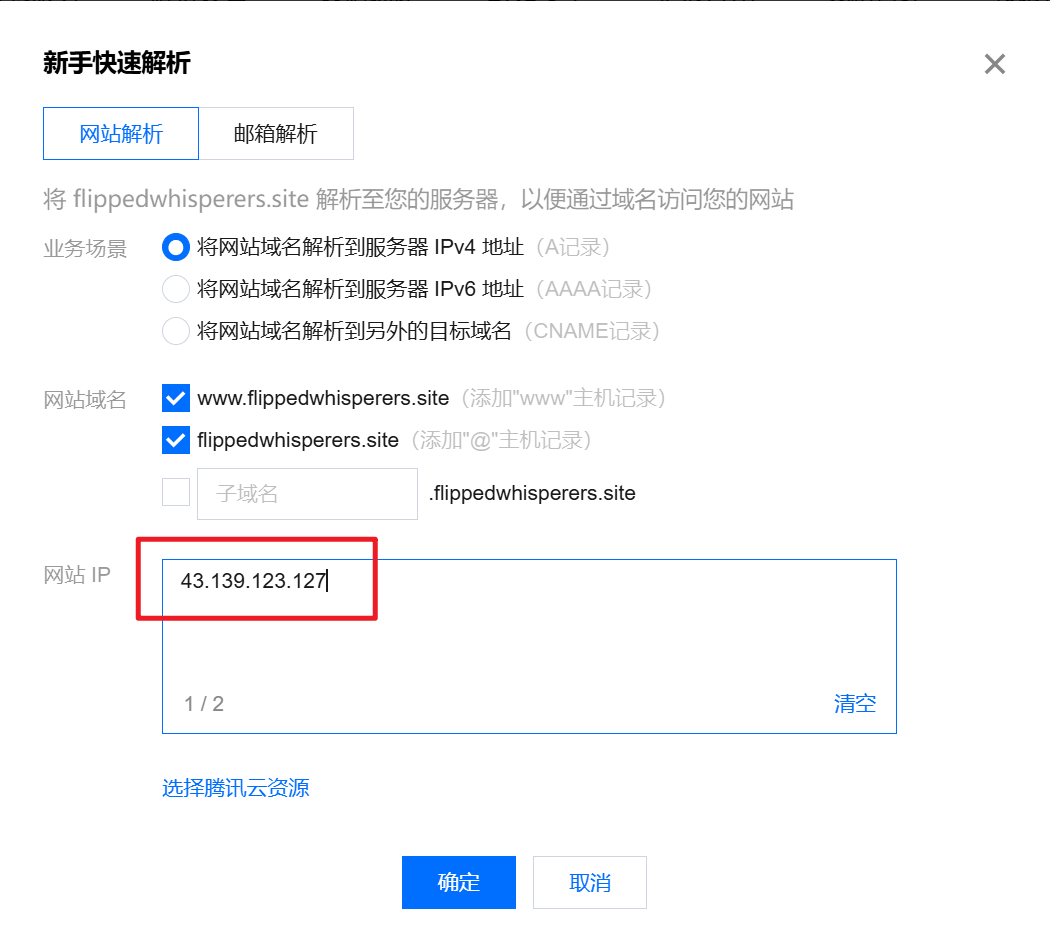 新手快速解析
网站解析 邮箱解析
将 flippedwhisperers.site 解析至您的服务器，以便通过域名访问您的网站
业务场景 将网站域名解析到服务器 IPv4 地址（A记录）
将网站域名解析到服务器 IPv6 地址（AAAA记录）
将网站域名解析到另外的目标域名（CNAME记录）
网站域名 www.flippedwhisperers.site（添加"www"主机记录）
flippedwhisperers.site（添加"@"主机记录）
子域名 .flippedwhisperers.site
网站 IP 43.139.123.127
1 / 2 清空
选择腾讯云资源
确定 取消